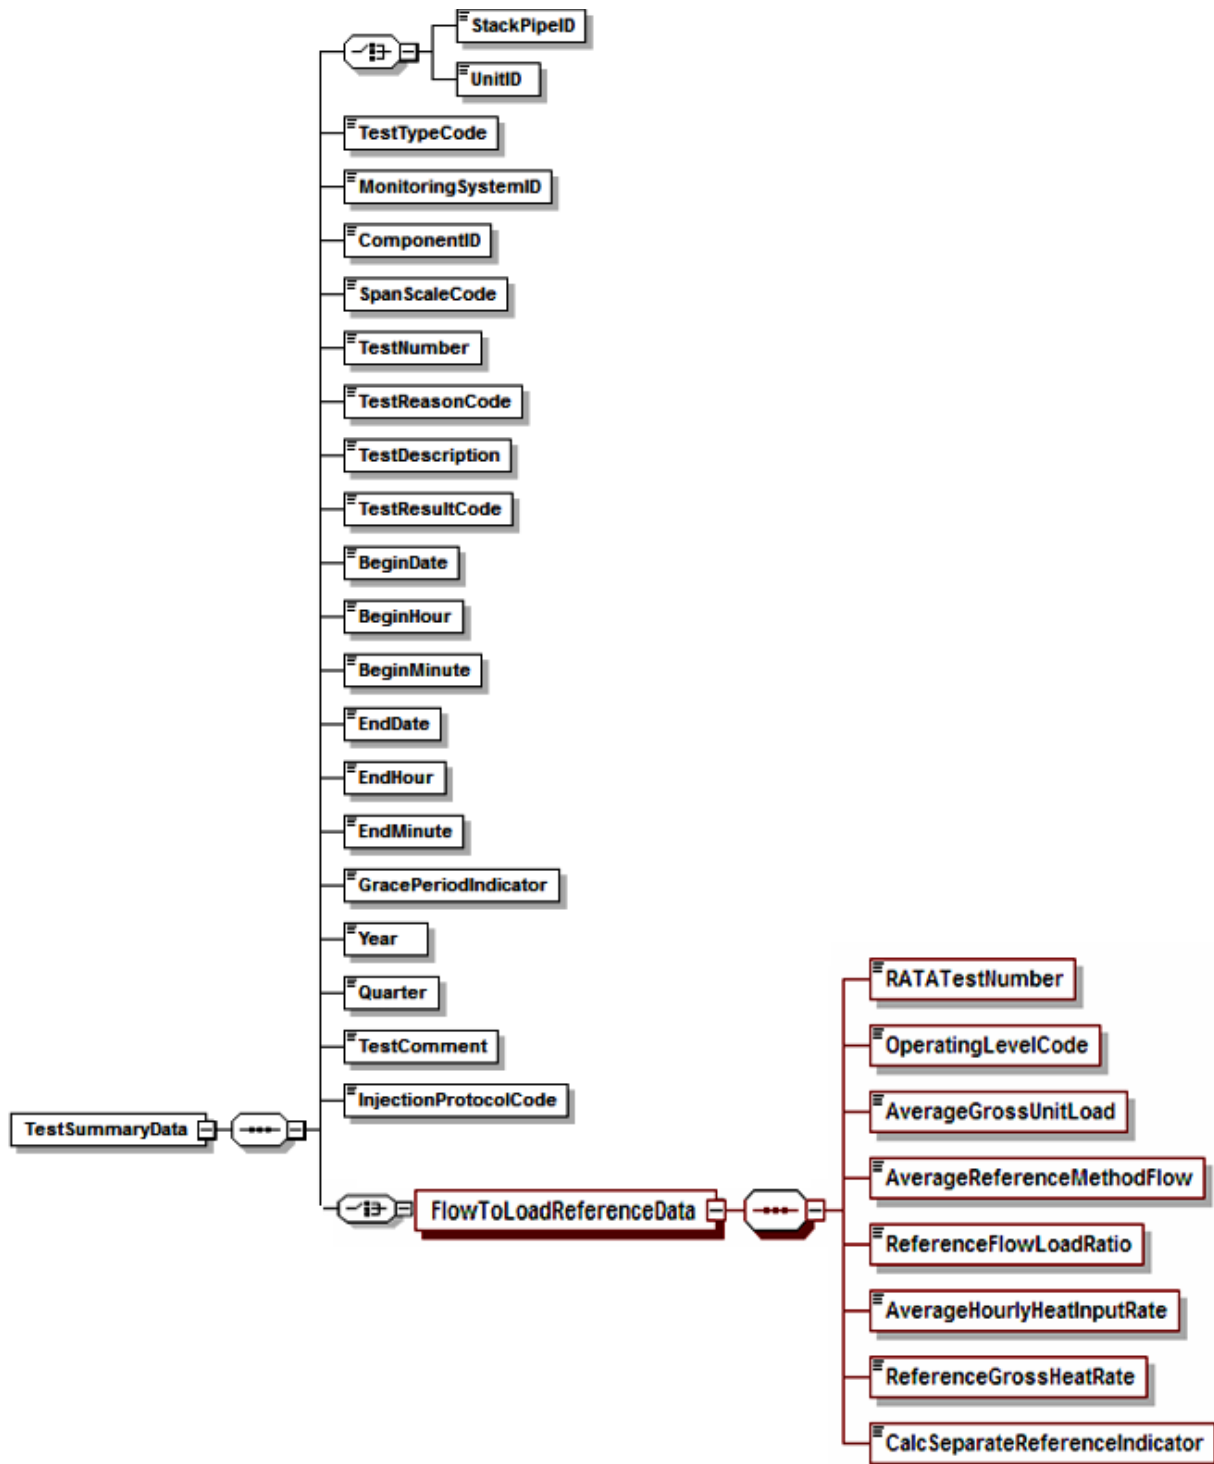 StackPipeID
UnitID
TestTypeCode
MonitoringSystemID
ComponentID
SpanScaleCode
TestNumber
TestReasonCode
TestDescription
TestResultCode
BeginDate
BeginHour
BeginMinute
EndDate
EndHour
EndMinute
GracePeriodIndicator
Year
Quarter
TestComment
InjectionProtocolCode
TestSummaryData
FlowToLoadReferenceData
RATATestNumber
OperatingLevelCode
AverageGrossUnitLoad
AverageReferenceMethodFlow
ReferenceFlowLoadRatio
AverageHourlyHeatInputRate
ReferenceGrossHeatRate
CalcSeparateReferenceIndicator